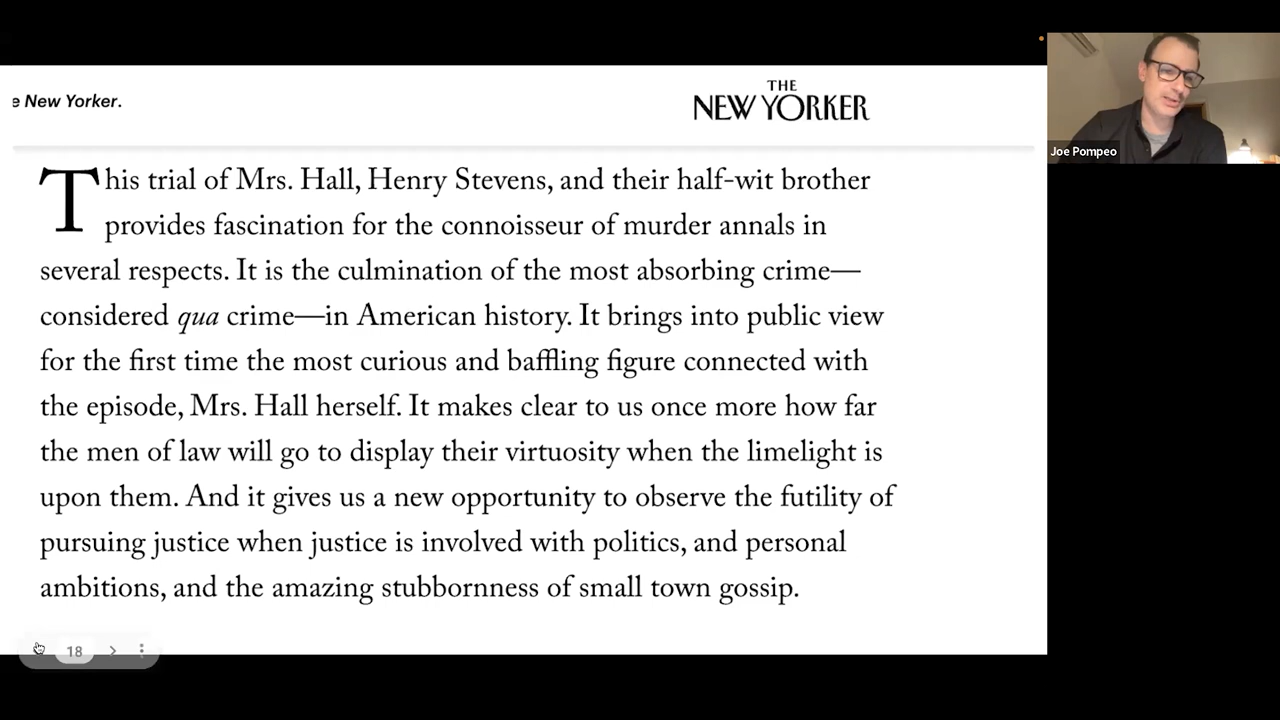 e New Yorker.
THE
NEW YORKER
Joe Pompeo
This trial of Mrs. Hall, Henry Stevens, and their half-wit brother
provides fascination for the connoisseur of murder annals in
several respects. It is the culmination of the most absorbing crime—
considered qua crime—in American history. It brings into public view
for the first time the most curious and baffling figure connected with
the episode, Mrs. Hall herself. It makes clear to us once more how far
the men of law will go to display their virtuosity when the limelight is
upon them. And it gives us a new opportunity to observe the futility of
pursuing justice when justice is involved with politics, and personal
ambitions, and the amazing stubbornness of small town gossip.
18